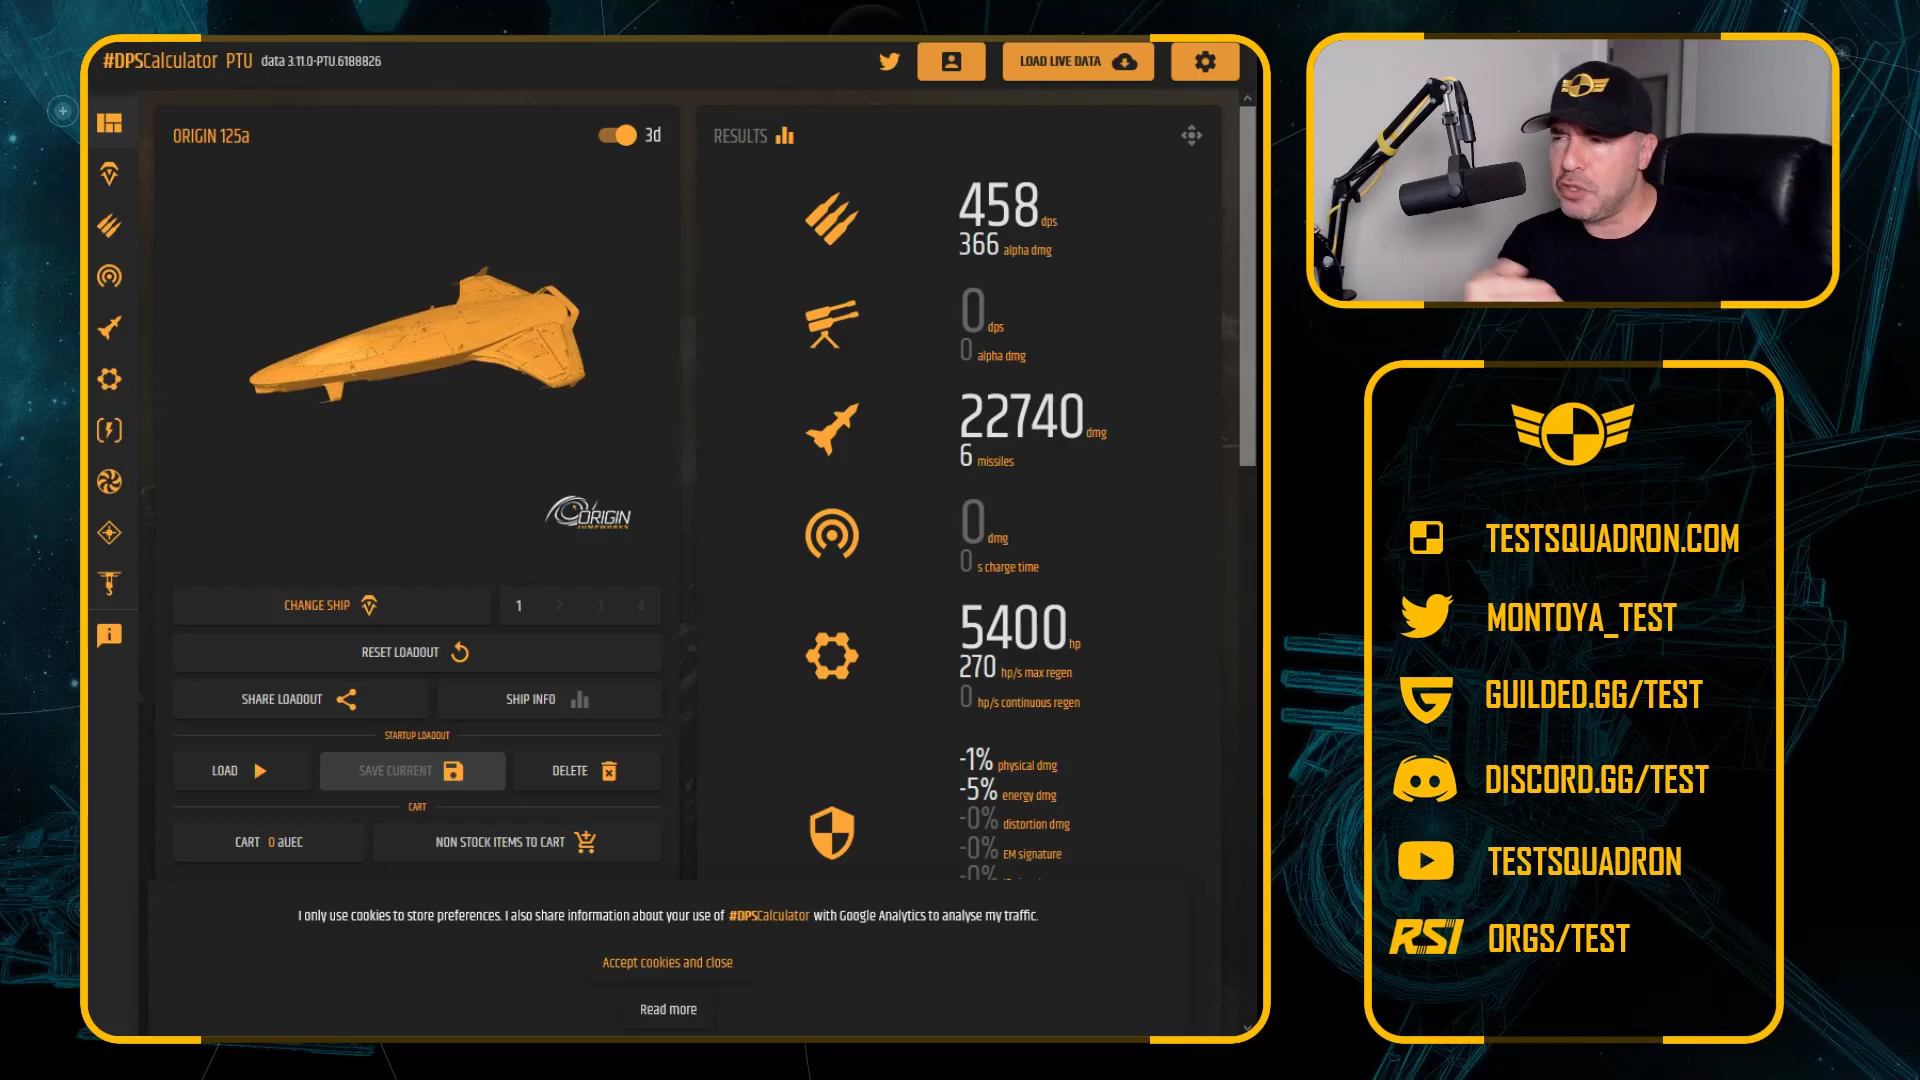 #DPSCalculator PTU data 3.11.0-PTU.6188826
LOAD LIVE DATA
ORIGIN 125a
3d
ORIGIN
JUMPWORKS
CHANGE SHIP
1 2 3 4
RESET LOADOUT
SHARE LOADOUT
SHIP INFO
STARTUP LOADOUT
LOAD
SAVE CURRENT
DELETE
CART
CART 0 aUEC
NON STOCK ITEMS TO CART
RESULTS
458 dps
366 alpha dmg
0 dps
0 alpha dmg
22740 dmg
6 missiles
0 dmg
0 s charge time
5400 hp
270 hp/s max regen
0 hp/s continuous regen
-1% physical dmg
-5% energy dmg
-0% distortion dmg
-0% EM signature
-0%
I only use cookies to store preferences. I also share information about your use of #DPSCalculator with Google Analytics to analyse my traffic.
Accept cookies and close
Read more
TESTSQUADRON.COM
MONTOYA_TEST
GUILDED.GG/TEST
DISCORD.GG/TEST
TESTSQUADRON
RSI ORGS/TEST